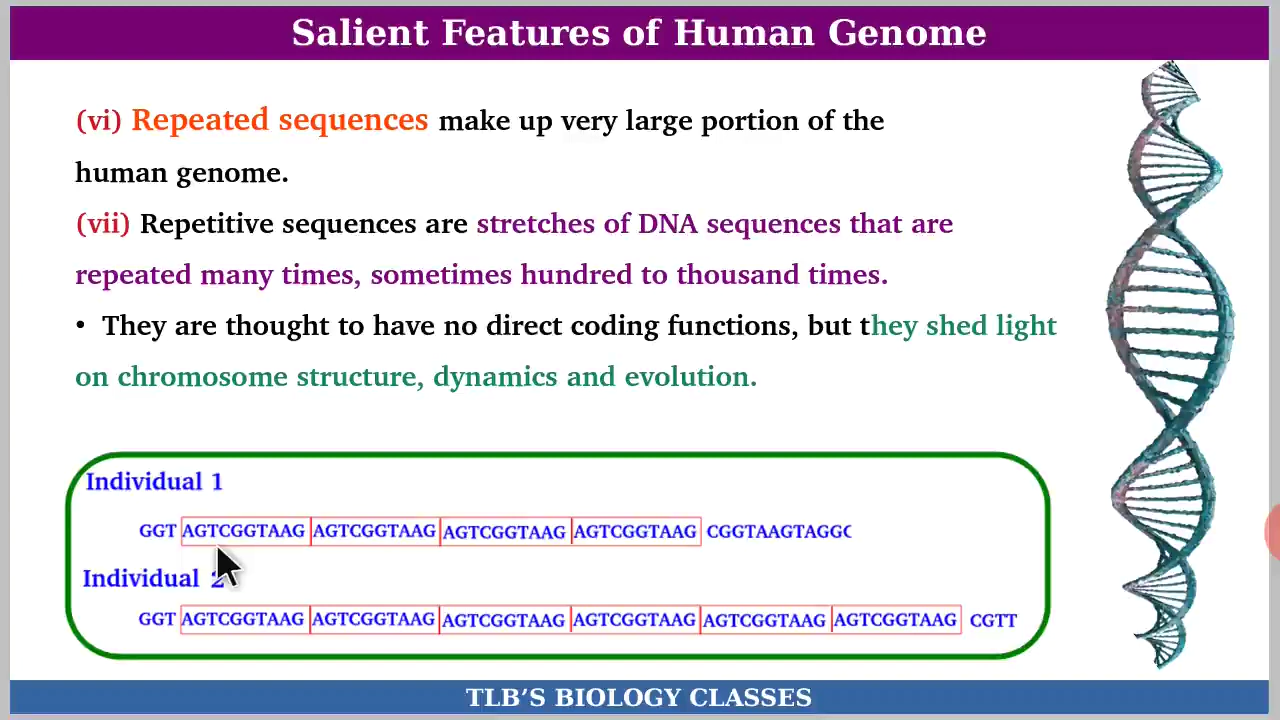 Salient Features of Human Genome
(vi) Repeated sequences make up very large portion of the
human genome.
(vii) Repetitive sequences are stretches of DNA sequences that are
repeated many times, sometimes hundred to thousand times.
• They are thought to have no direct coding functions, but they shed light
on chromosome structure, dynamics and evolution.
Individual 1
GGT AGTCGGTAAG AGTCGGTAAG AGTCGGTAAG AGTCGGTAAG CGGTAAGTAGGC
Individual 2
GGT AGTCGGTAAG AGTCGGTAAG AGTCGGTAAG AGTCGGTAAG AGTCGGTAAG AGTCGGTAAG CGTT
TLB'S BIOLOGY CLASSES